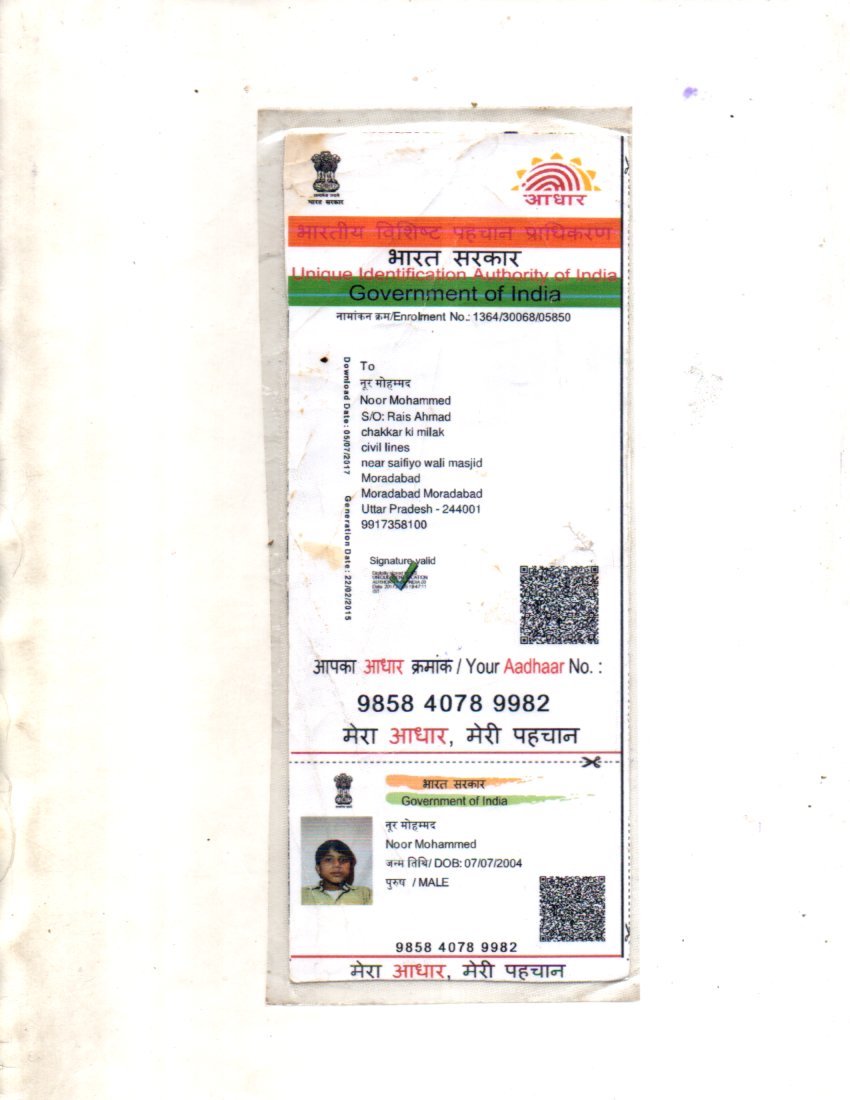 भारत सरकार
आधार
भारतीय विशिष्ट पहचान प्राधिकरण
भारत सरकार
Unique Identification Authority of India
Government of India
नामांकन क्रम/Enrolment No.: 1364/30068/05850
Download Date: 05/07/2017
Generation Date: 22/02/2015
To
नूर मोहम्मद
Noor Mohammed
S/O: Rais Ahmad
chakkar ki milak
civil lines
near saifiyo wali masjid
Moradabad
Moradabad Moradabad
Uttar Pradesh - 244001
9917358100
Signature valid
आपका आधार क्रमांक / Your Aadhaar No. :
9858 4078 9982
मेरा आधार, मेरी पहचान
भारत सरकार
Government of India
नूर मोहम्मद
Noor Mohammed
जन्म तिथि/ DOB: 07/07/2004
पुरुष / MALE
9858 4078 9982
मेरा आधार, मेरी पहचान